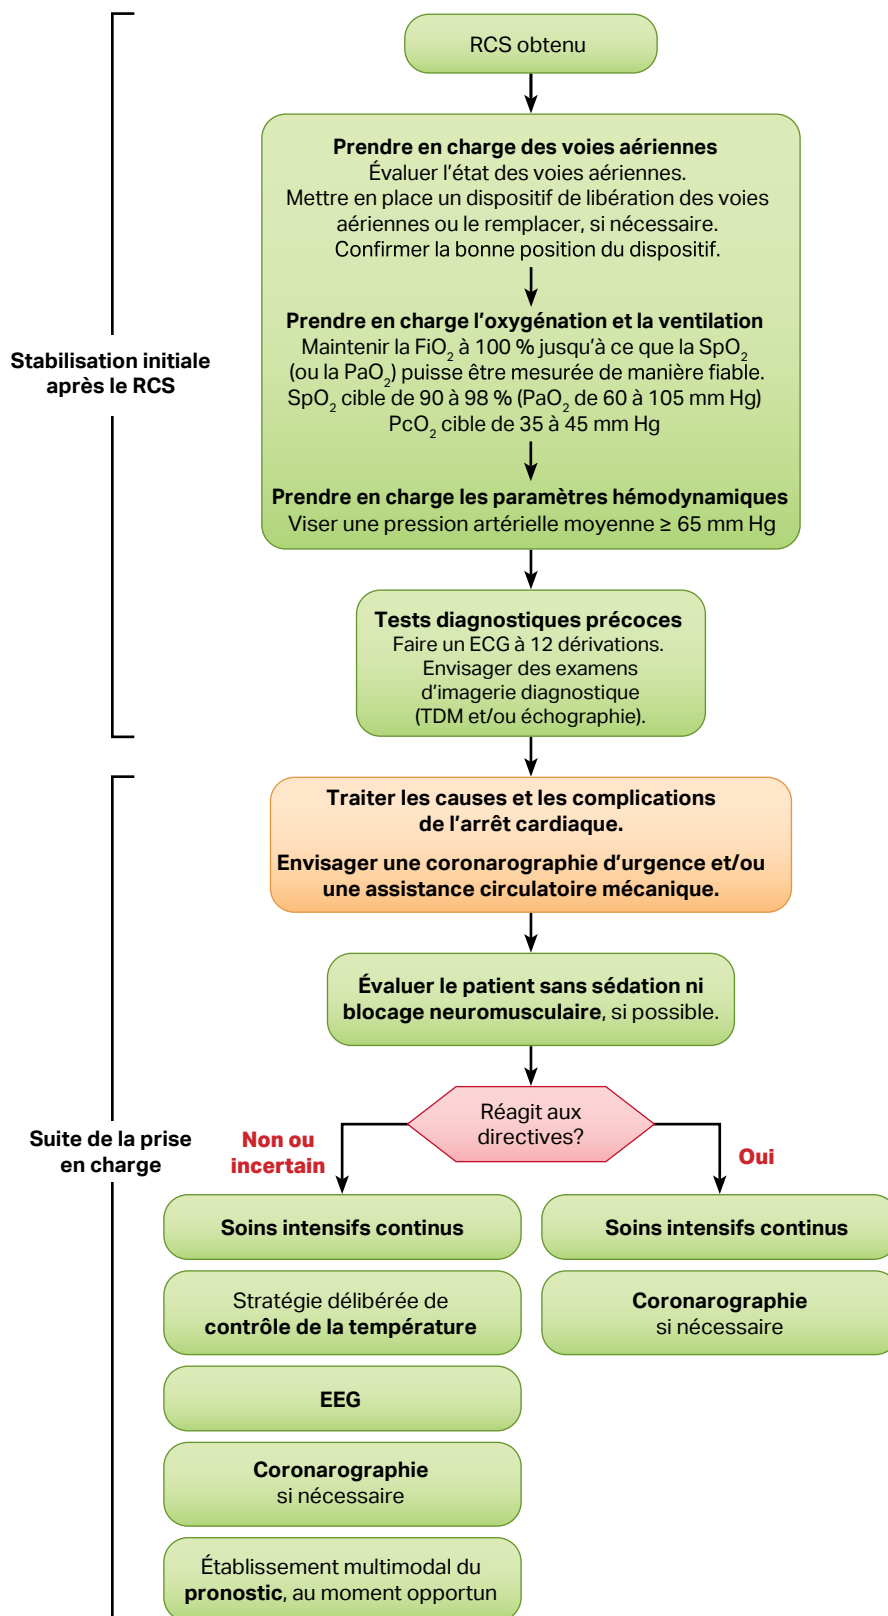 RCS obtenu
Prendre en charge des voies aériennes
Évaluer l'état des voies aériennes.
Mettre en place un dispositif de libération des voies
aériennes ou le remplacer, si nécessaire.
Confirmer la bonne position du dispositif.
Prendre en charge l'oxygénation et la ventilation
Maintenir la FiO₂ à 100 % jusqu'à ce que la SpO₂
(ou la PaO₂) puisse être mesurée de manière fiable.
SpO₂ cible de 90 à 98 % (PaO₂ de 60 à 105 mm Hg)
PcO₂ cible de 35 à 45 mm Hg
Prendre en charge les paramètres hémodynamiques
Viser une pression artérielle moyenne ≥ 65 mm Hg
Stabilisation initiale
après le RCS
Tests diagnostiques précoces
Faire un ECG à 12 dérivations.
Envisager des examens
d'imagerie diagnostique
(TDM et/ou échographie).
Traiter les causes et les complications
de l'arrêt cardiaque.
Envisager une coronarographie d'urgence et/ou
une assistance circulatoire mécanique.
Évaluer le patient sans sédation ni
blocage neuromusculaire, si possible.
Réagit aux
directives?
Suite de la prise
en charge
Non ou
incertain
Oui
Soins intensifs continus
Stratégie délibérée de
contrôle de la température
EEG
Coronarographie
si nécessaire
Établissement multimodal du
pronostic, au moment opportun
Soins intensifs continus
Coronarographie
si nécessaire